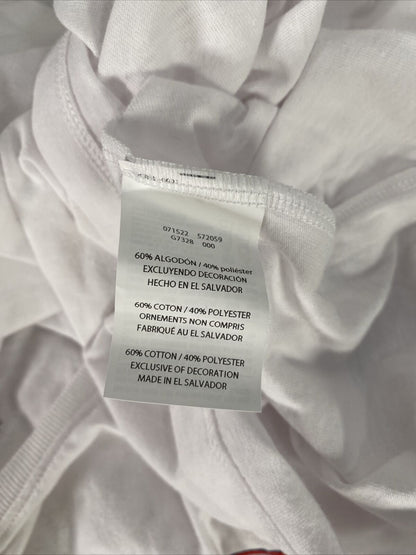 071522 572059
G7328 000
60% ALGODÓN / 40% poliéster
EXCLUYENDO DECORACIÓN
HECHO EN EL SALVADOR
60% COTON / 40% POLYESTER
ORNEMENTS NON COMPRIS
FABRIQUÉ AU EL SALVADOR
60% COTTON / 40% POLYESTER
EXCLUSIVE OF DECORATION
MADE IN EL SALVADOR